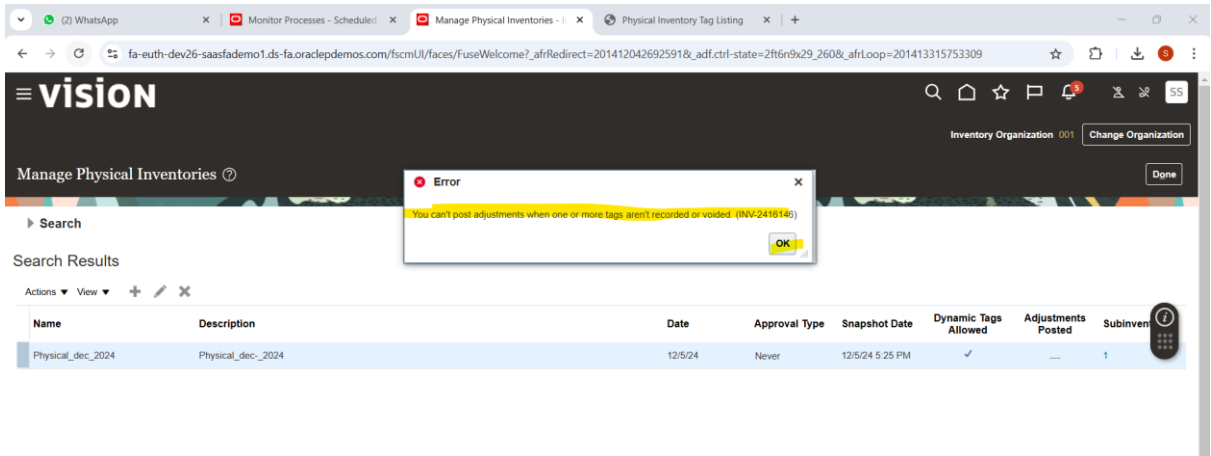 (2) WhatsApp
Monitor Processes - Scheduled
Manage Physical Inventories - I
Physical Inventory Tag Listing
fa-euth-dev26-saasfademo1.ds-fa.oraclepdemos.com/fscmUI/faces/FuseWelcome?_afrRedirect=201412042692591&_adf.ctrl-state=2ft6n9x29_260&_afrLoop=201413315753309
S
VISION
5
SS
Inventory Organization 001 Change Organization
Manage Physical Inventories
Done
Error
You can't post adjustments when one or more tags aren't recorded or voided. (INV-2416146)
OK
Search
Search Results
Actions View
Name Description Date Approval Type Snapshot Date Dynamic Tags Allowed Adjustments Posted Subinven
Physical_dec_2024 Physical_dec-_2024 12/5/24 Never 12/5/24 5:25 PM 1